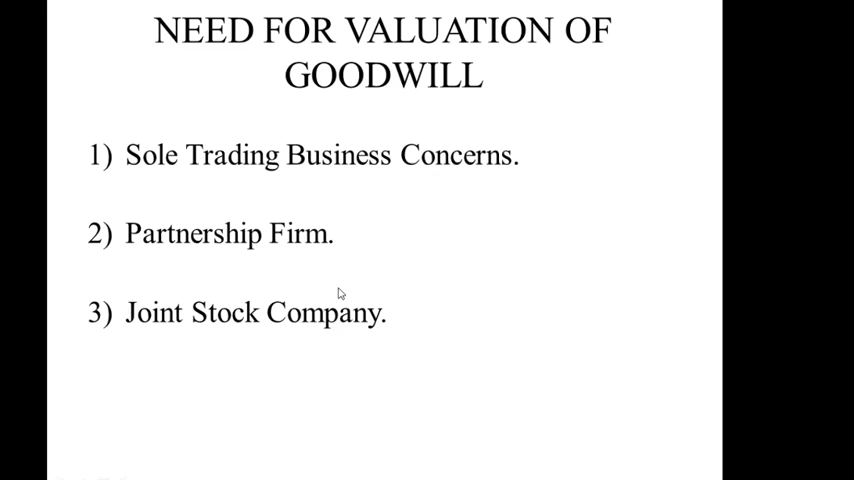 NEED FOR VALUATION OF
GOODWILL
1) Sole Trading Business Concerns.
2) Partnership Firm.
3) Joint Stock Company.